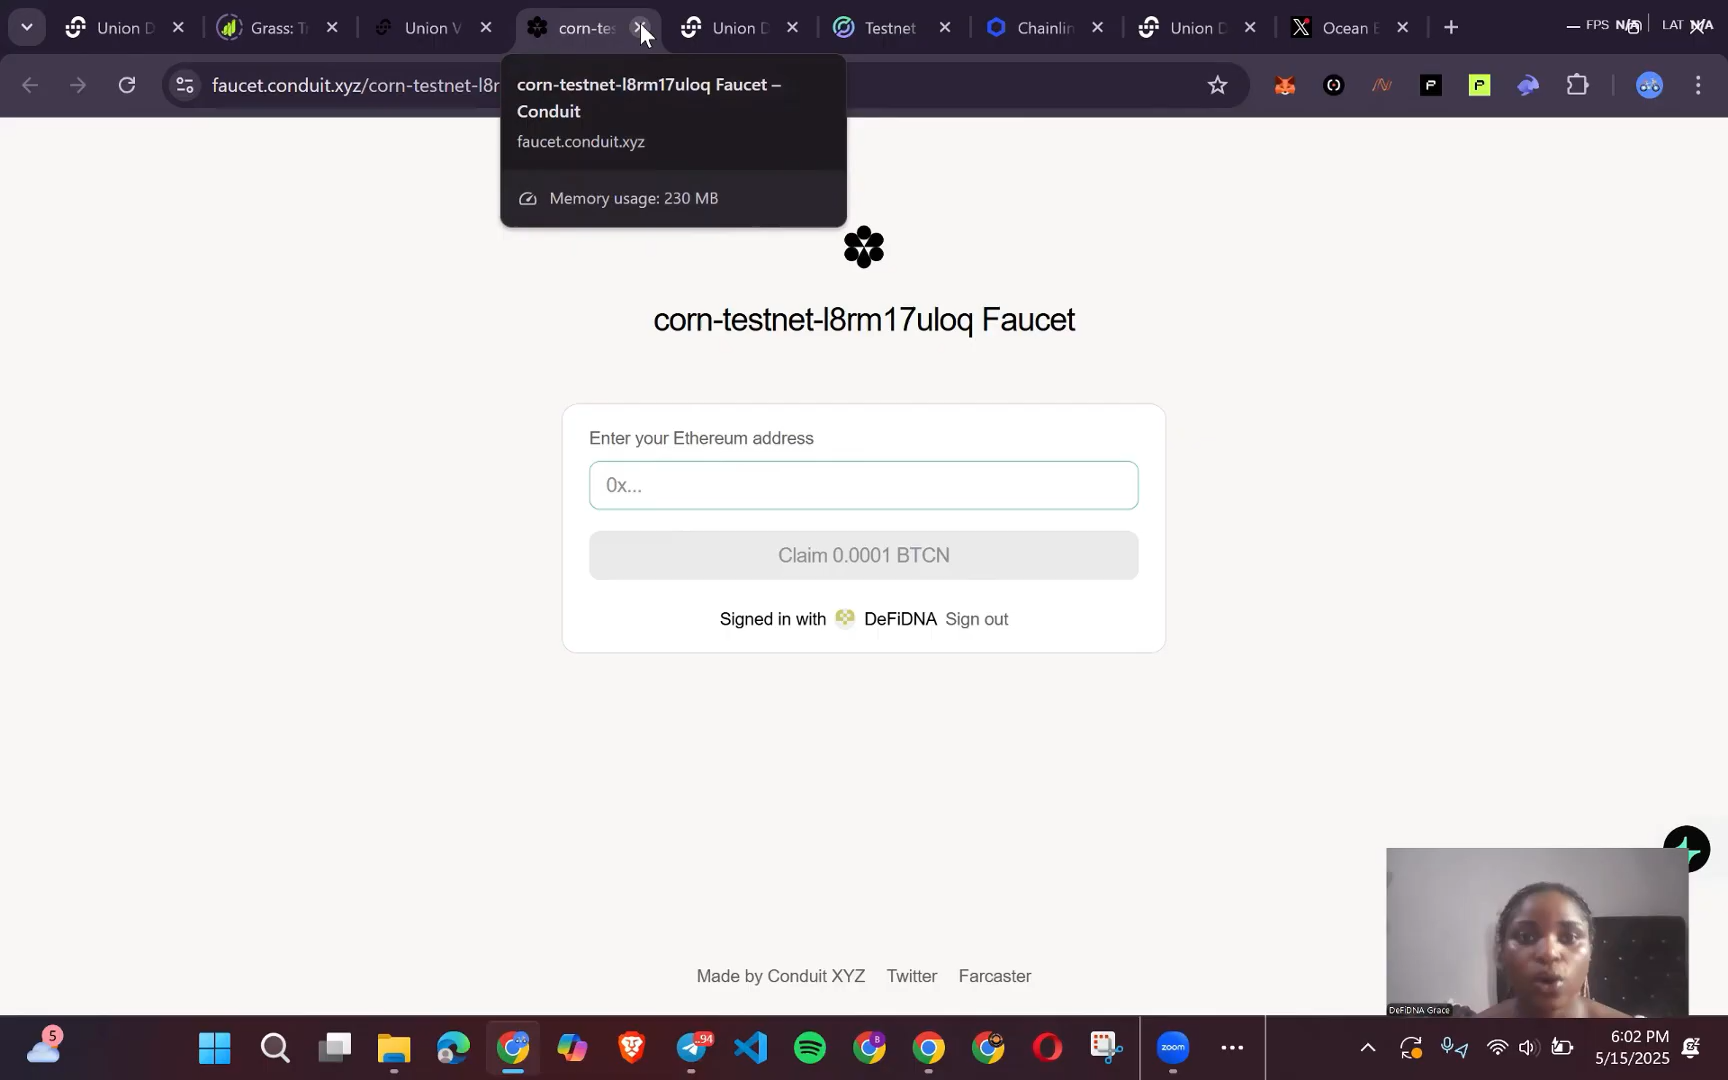 Union D
Grass: T
Union V
corn-tes
Union D
Testnet
Chainlin
Union D
Ocean
FPS N/A
LAT N/A
faucet.conduit.xyz/corn-testnet-l8r
corn-testnet-l8rm17uloq Faucet –
Conduit
faucet.conduit.xyz
Memory usage: 230 MB
corn-testnet-l8rm17uloq Faucet
Enter your Ethereum address
0x...
Claim 0.0001 BTCN
Signed in with DeFiDNA Sign out
Made by Conduit XYZ Twitter Farcaster
DeFiDNA Grace
5
94
B
zoom
6:02 PM
5/15/2025